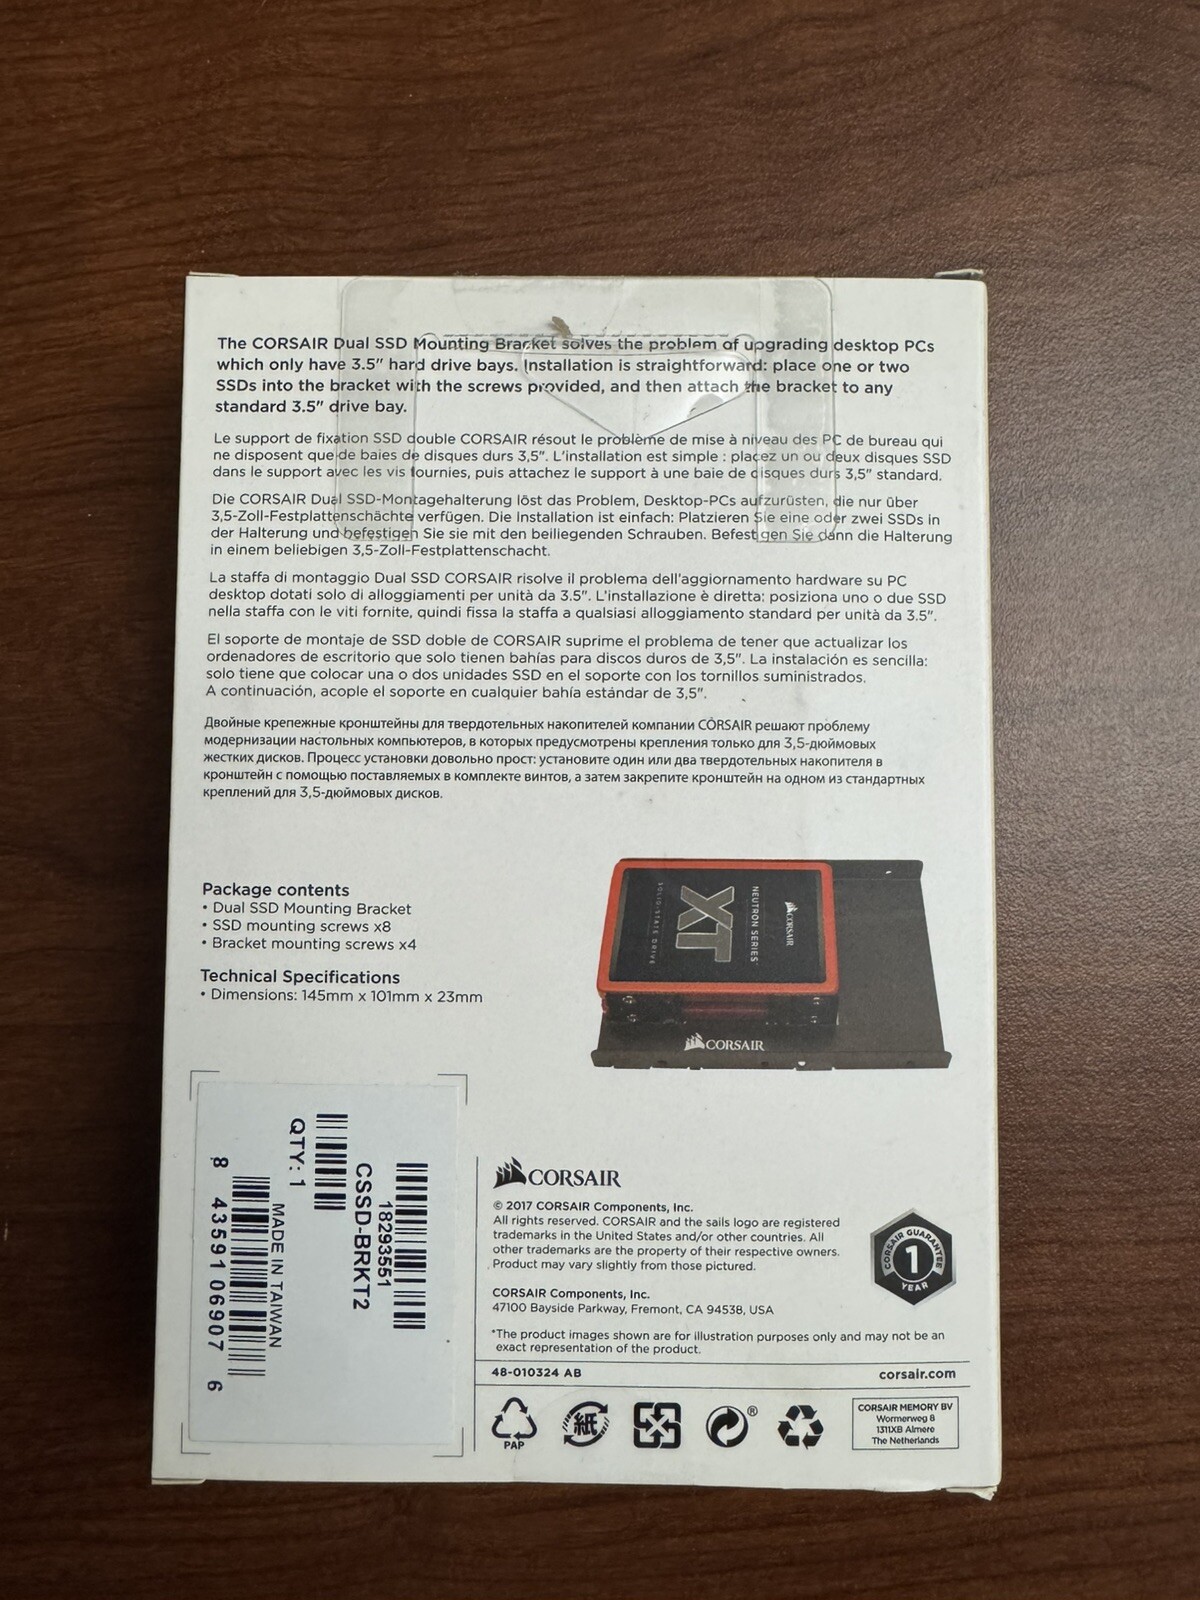 The CORSAIR Dual SSD Mounting Bracket solves the problem of upgrading desktop PCs
which only have 3.5" hard drive bays. Installation is straightforward: place one or two
SSDs into the bracket with the screws provided, and then attach the bracket to any
standard 3.5" drive bay.
Le support de fixation SSD double CORSAIR résout le problème de mise à niveau des PC de bureau qui
ne disposent que de baies de disques durs 3,5". L'installation est simple : placez un ou deux disques SSD
dans le support avec les vis fournies, puis attachez le support à une baie de disques durs 3,5" standard.
Die CORSAIR Dual SSD-Montagehalterung löst das Problem, Desktop-PCs aufzurüsten, die nur über
3,5-Zoll-Festplattenschächte verfügen. Die Installation ist einfach: Platzieren Sie eine oder zwei SSDs in
der Halterung und befestigen Sie sie mit den beiliegenden Schrauben. Befestigen Sie dann die Halterung
in einem beliebigen 3,5-Zoll-Festplattenschacht.
La staffa di montaggio Dual SSD CORSAIR risolve il problema dell'aggiornamento hardware su PC
desktop dotati solo di alloggiamenti per unità da 3.5". L'installazione è diretta: posiziona uno o due SSD
nella staffa con le viti fornite, quindi fissa la staffa a qualsiasi alloggiamento standard per unità da 3.5".
El soporte de montaje de SSD doble de CORSAIR suprime el problema de tener que actualizar los
ordenadores de escritorio que solo tienen bahías para discos duros de 3,5". La instalación es sencilla:
solo tiene que colocar una o dos unidades SSD en el soporte con los tornillos suministrados.
A continuación, acople el soporte en cualquier bahía estándar de 3,5".
Двойные крепежные кронштейны для твердотельных накопителей компании CORSAIR решают проблему
модернизации настольных компьютеров, в которых предусмотрены крепления только для 3,5-дюймовых
жестких дисков. Процесс установки довольно прост: установите один или два твердотельных накопителя в
кронштейн с помощью поставляемых в комплекте винтов, а затем закрепите кронштейн на одном из стандартных
креплений для 3,5-дюймовых дисков.
Package contents
• Dual SSD Mounting Bracket
• SSD mounting screws x8
• Bracket mounting screws x4
Technical Specifications
• Dimensions: 145mm x 101mm x 23mm
CORSAIR
NEUTRON SERIES
XT
SOLID-STATE DRIVE
CORSAIR
18293551
CSSD-BRKT2
QTY: 1
MADE IN TAIWAN
8 43591 06907 6
CORSAIR
© 2017 CORSAIR Components, Inc.
All rights reserved. CORSAIR and the sails logo are registered
trademarks in the United States and/or other countries. All
other trademarks are the property of their respective owners.
Product may vary slightly from those pictured.
CORSAIR GUARANTEE
1
YEAR
CORSAIR Components, Inc.
47100 Bayside Parkway, Fremont, CA 94538, USA
*The product images shown are for illustration purposes only and may not be an
exact representation of the product.
48-010324 AB
corsair.com
PAP
紙
®
CORSAIR MEMORY BV
Wormerweg 8
1311XB Almere
The Netherlands